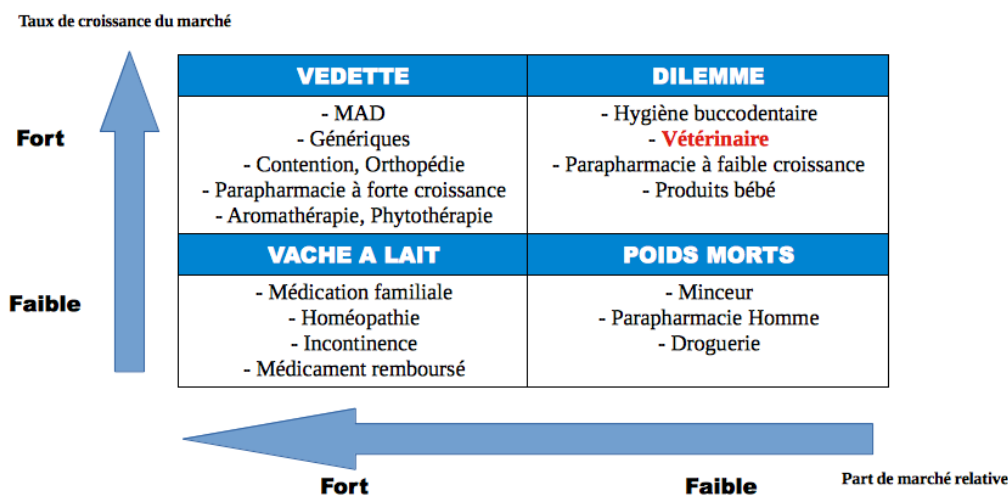 Taux de croissance du marché
VEDETTE
DILEMME
Fort
- MAD
- Génériques
- Contention, Orthopédie
- Parapharmacie à forte croissance
- Aromathérapie, Phytothérapie
- Hygiène buccodentaire
- Vétérinaire
- Parapharmacie à faible croissance
- Produits bébé
VACHE A LAIT
POIDS MORTS
Faible
- Médication familiale
- Homéopathie
- Incontinence
- Médicament remboursé
- Minceur
- Parapharmacie Homme
- Droguerie
Fort
Faible
Part de marché relative